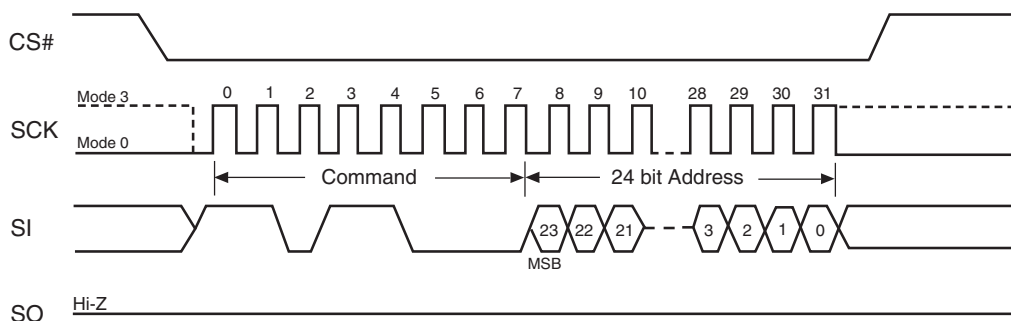 CS#
Mode 3
0 1 2 3 4 5 6 7 8 9 10 28 29 30 31
SCK
Mode 0
Command 24 bit Address
SI
23 22 21 3 2 1 0
MSB
Hi-Z
SO